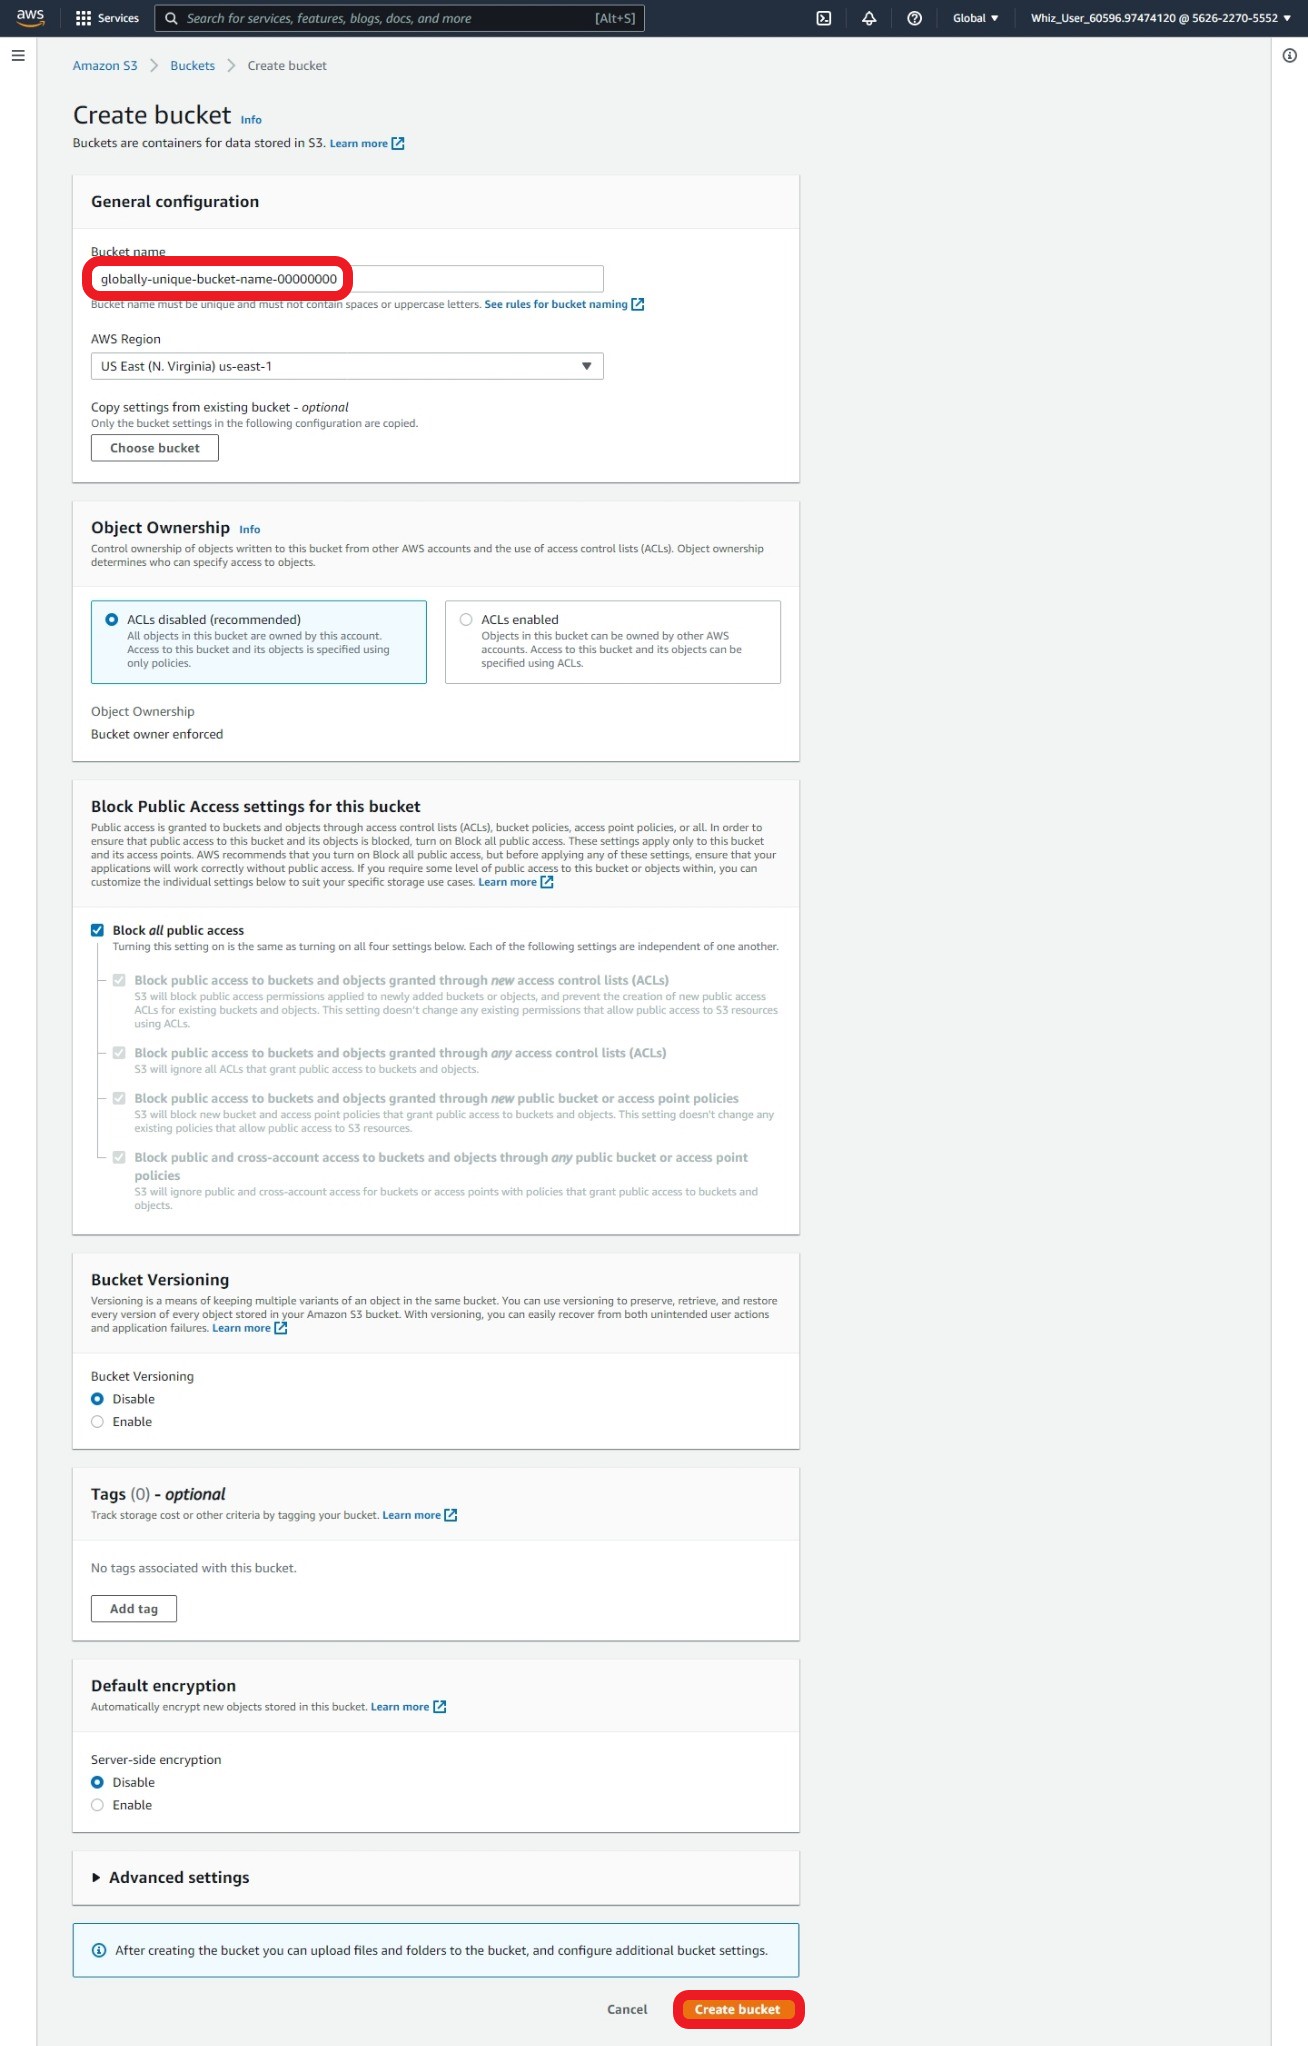 aws
Services
Search for services, features, blogs, docs, and more
[Alt+S]
Global
Whiz_User_60596.97474120 @ 5626-2270-5552
Amazon S3
Buckets
Create bucket
Create bucket Info
Buckets are containers for data stored in S3. Learn more
General configuration
Bucket name
globally-unique-bucket-name-00000000
Bucket name must be unique and must not contain spaces or uppercase letters. See rules for bucket naming
AWS Region
US East (N. Virginia) us-east-1
Copy settings from existing bucket - optional
Only the bucket settings in the following configuration are copied.
Choose bucket
Object Ownership Info
Control ownership of objects written to this bucket from other AWS accounts and the use of access control lists (ACLs). Object ownership
determines who can specify access to objects.
ACLs disabled (recommended)
All objects in this bucket are owned by this account.
Access to this bucket and its objects is specified using
only policies.
ACLs enabled
Objects in this bucket can be owned by other AWS
accounts. Access to this bucket and its objects can be
specified using ACLs.
Object Ownership
Bucket owner enforced
Block Public Access settings for this bucket
Public access is granted to buckets and objects through access control lists (ACLs), bucket policies, access point policies, or all. In order to
ensure that public access to this bucket and its objects is blocked, turn on Block all public access. These settings apply only to this bucket
and its access points. AWS recommends that you turn on Block all public access, but before applying any of these settings, ensure that your
applications will work correctly without public access. If you require some level of public access to this bucket or objects within, you can
customize the individual settings below to suit your specific storage use cases. Learn more
Block all public access
Turning this setting on is the same as turning on all four settings below. Each of the following settings are independent of one another.
Block public access to buckets and objects granted through new access control lists (ACLs)
S3 will block public access permissions applied to newly added buckets or objects, and prevent the creation of new public access
ACLs for existing buckets and objects. This setting doesn't change any existing permissions that allow public access to S3 resources
using ACLs.
Block public access to buckets and objects granted through any access control lists (ACLs)
S3 will ignore all ACLs that grant public access to buckets and objects.
Block public access to buckets and objects granted through new public bucket or access point policies
S3 will block new bucket and access point policies that grant public access to buckets and objects. This setting doesn't change any
existing policies that allow public access to S3 resources.
Block public and cross-account access to buckets and objects through any public bucket or access point
policies
S3 will ignore public and cross-account access for buckets or access points with policies that grant public access to buckets and
objects.
Bucket Versioning
Versioning is a means of keeping multiple variants of an object in the same bucket. You can use versioning to preserve, retrieve, and restore
every version of every object stored in your Amazon S3 bucket. With versioning, you can easily recover from both unintended user actions
and application failures. Learn more
Bucket Versioning
Disable
Enable
Tags (0) - optional
Track storage cost or other criteria by tagging your bucket. Learn more
No tags associated with this bucket.
Add tag
Default encryption
Automatically encrypt new objects stored in this bucket. Learn more
Server-side encryption
Disable
Enable
Advanced settings
After creating the bucket you can upload files and folders to the bucket, and configure additional bucket settings.
Cancel
Create bucket